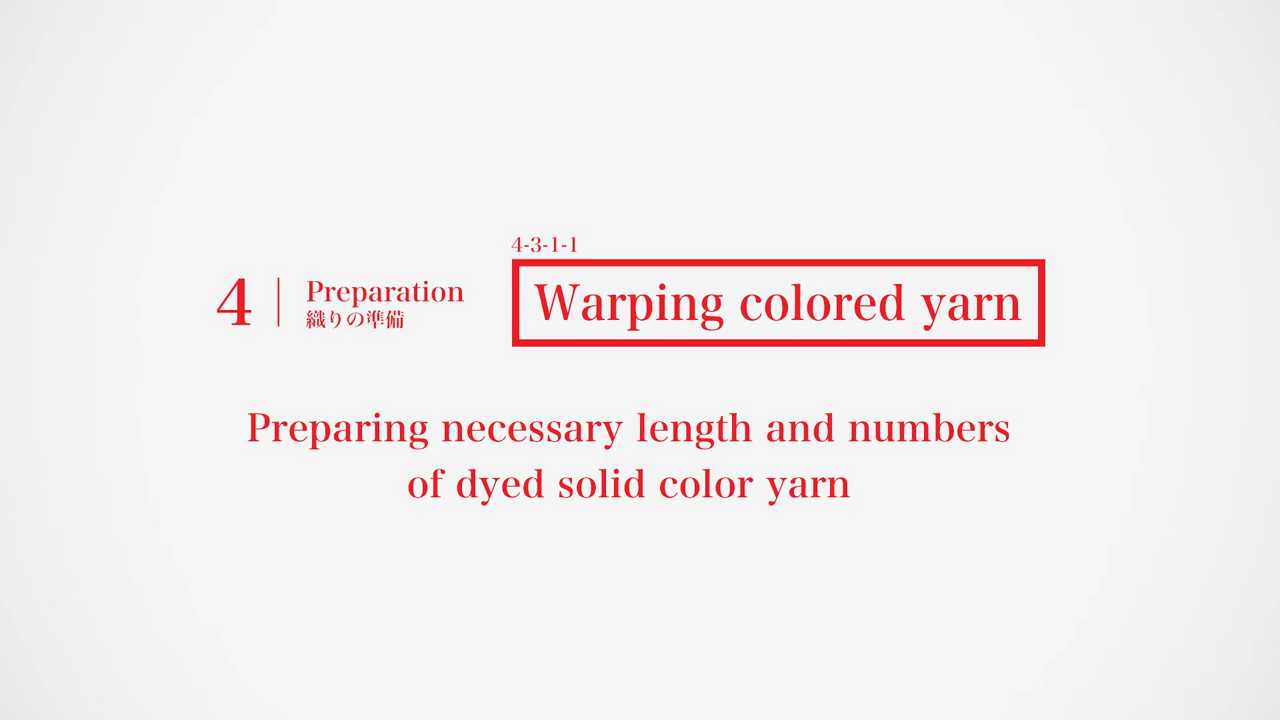 4
Preparation
織りの準備
4-3-1-1
Warping colored yarn
Preparing necessary length and numbers
of dyed solid color yarn